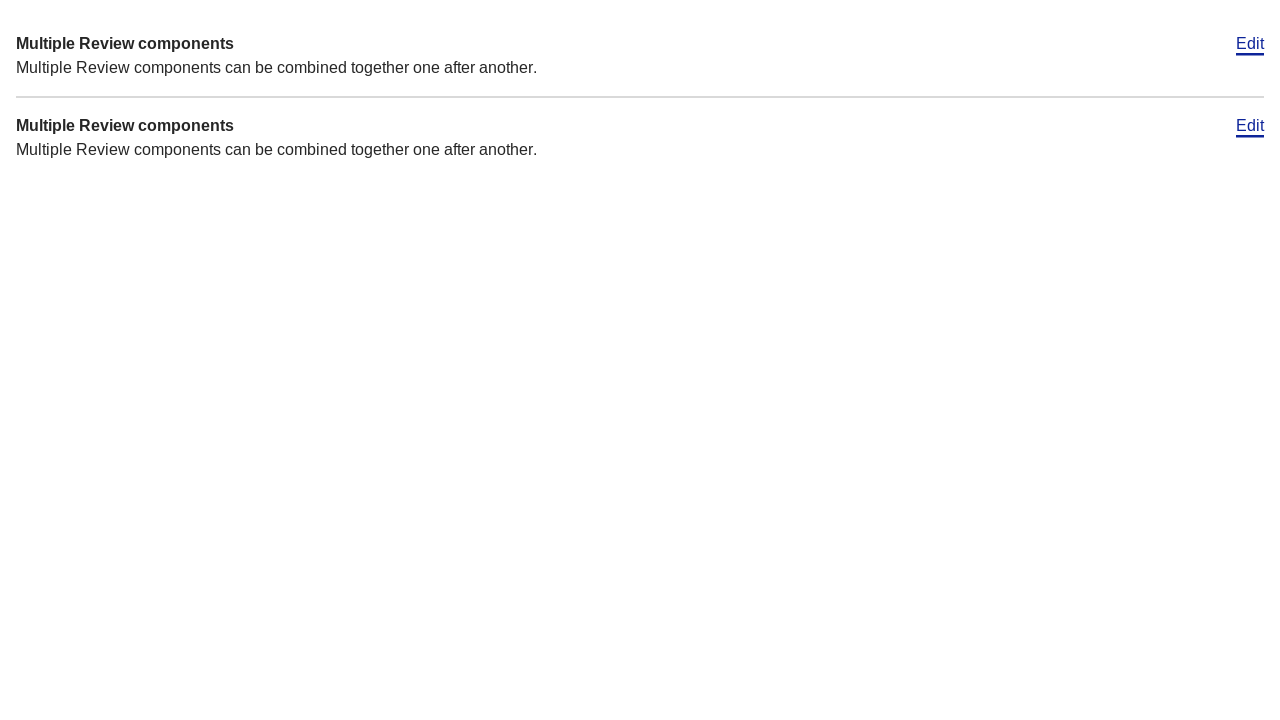 Multiple Review components
Edit
Multiple Review components can be combined together one after another.
Multiple Review components
Edit
Multiple Review components can be combined together one after another.